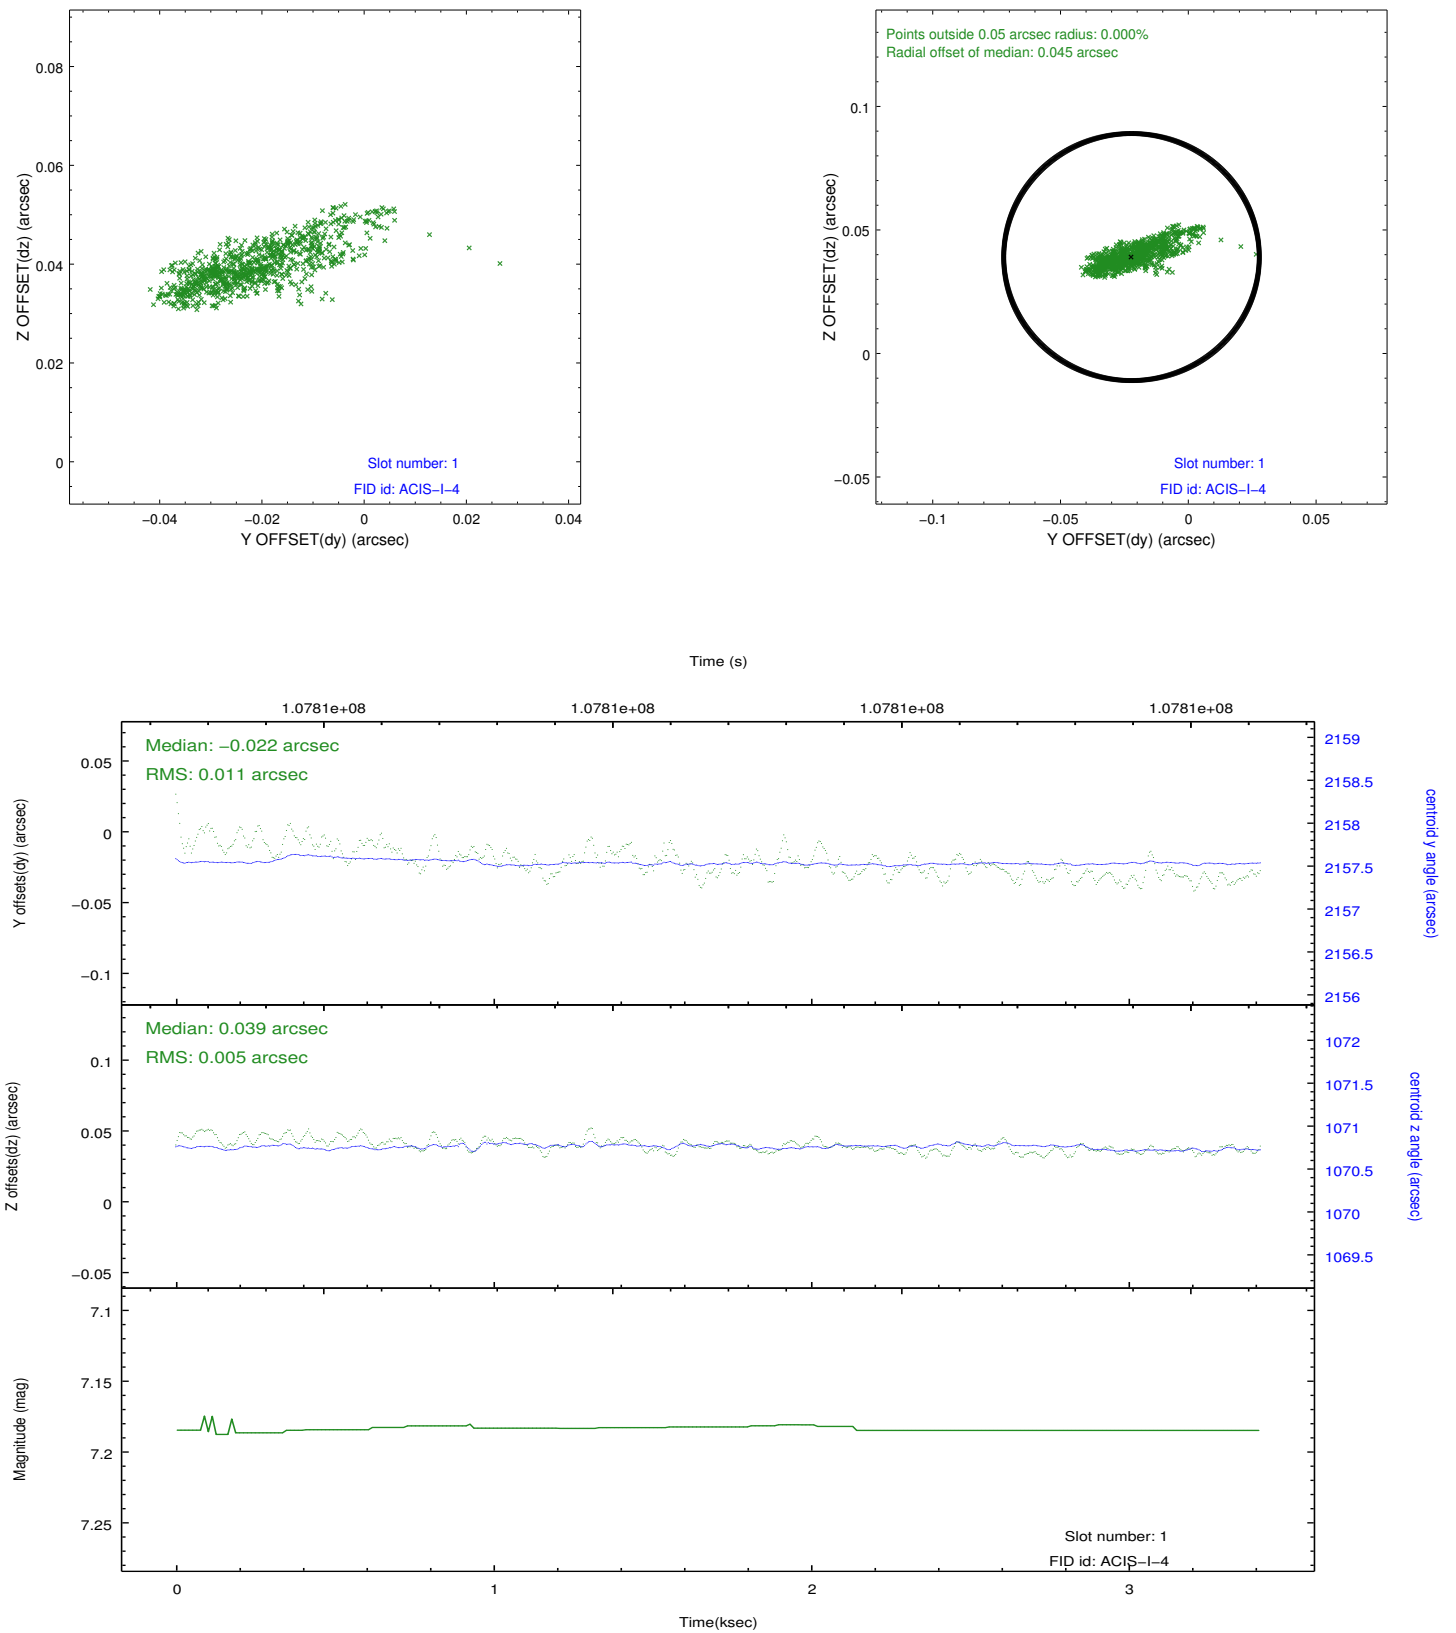 0.08
0.06
0.04
0.02
0
Z OFFSET(dz) (arcsec)
Slot number: 1
FID id: ACIS−I−4
−0.04
−0.02
0
0.02
0.04
Y OFFSET(dy) (arcsec)
Points outside 0.05 arcsec radius: 0.000%
Radial offset of median: 0.045 arcsec
0.1
0.05
0
−0.05
Z OFFSET(dz) (arcsec)
Slot number: 1
FID id: ACIS−I−4
−0.1
−0.05
0
0.05
Y OFFSET(dy) (arcsec)
Time (s)
1.0781e+08
1.0781e+08
1.0781e+08
1.0781e+08
Median: −0.022 arcsec
RMS: 0.011 arcsec
0.05
0
−0.05
−0.1
Y offsets(dy) (arcsec)
2159
2158.5
2158
2157.5
2157
2156.5
2156
centroid y angle (arcsec)
Median: 0.039 arcsec
RMS: 0.005 arcsec
0.1
0.05
0
−0.05
Z offsets(dz) (arcsec)
1072
1071.5
1071
1070.5
1070
1069.5
centroid z angle (arcsec)
7.1
7.15
7.2
7.25
Magnitude (mag)
Slot number: 1
FID id: ACIS−I−4
0
1
2
3
Time(ksec)